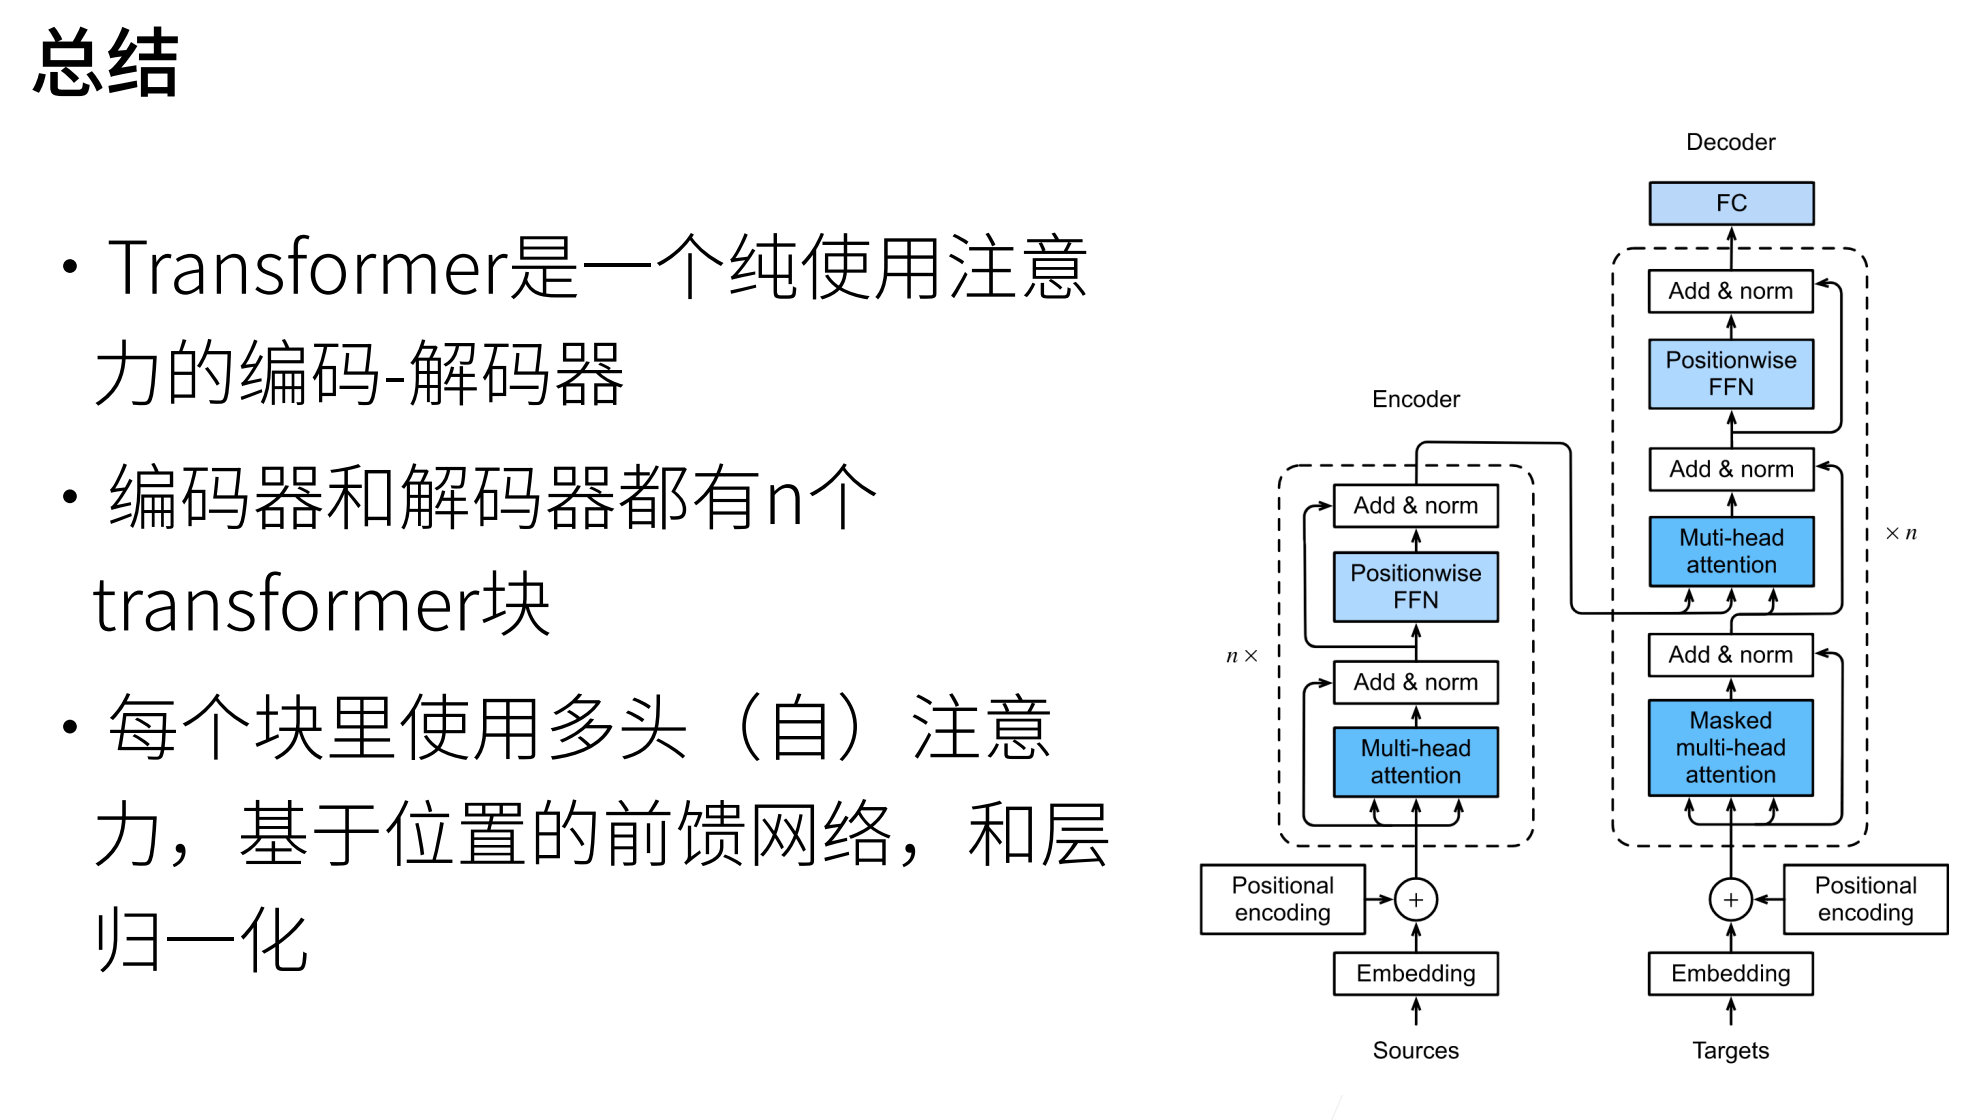 总结
• Transformer是一个纯使用注意
力的编码-解码器
• 编码器和解码器都有n个
transformer块
• 每个块里使用多头（自）注意
力，基于位置的前馈网络，和层
归一化
Encoder
Add & norm
Positionwise
FFN
n ×
Add & norm
Multi-head
attention
Positional
encoding
+
Embedding
Sources
Decoder
FC
Add & norm
Positionwise
FFN
Add & norm
Muti-head
attention
× n
Add & norm
Masked
multi-head
attention
+
Positional
encoding
Embedding
Targets